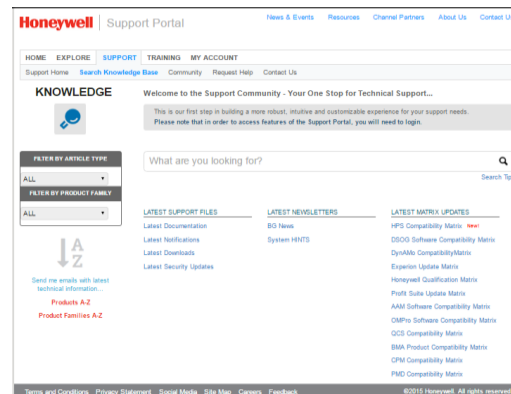 Honeywell | Support Portal
News & Events Resources Channel Partners About Us Contact U
HOME EXPLORE SUPPORT TRAINING MY ACCOUNT
Support Home Search Knowledge Base Community Request Help Contact Us
KNOWLEDGE
Welcome to the Support Community - Your One Stop for Technical Support...
This is our first step in building a more robust, intuitive and customizable experience for your support needs.
Please note that in order to access features of the Support Portal, you will need to login.
FILTER BY ARTICLE TYPE
ALL
FILTER BY PRODUCT FAMILY
ALL
What are you looking for?
Search Tip
A
Z
Send me emails with latest
technical information...
Products A-Z
Product Families A-Z
LATEST SUPPORT FILES
Latest Documentation
Latest Notifications
Latest Downloads
Latest Security Updates
LATEST NEWSLETTERS
BG News
System HINTS
LATEST MATRIX UPDATES
HPS Compatibility Matrix New!
DSOG Software Compatibility Matrix
DynAMo CompatibilityMatrix
Experion Update Matrix
Honeywell Qualification Matrix
Profit Suite Update Matrix
AAM Software Compatibility Matrix
OMPro Software Compatibility Matrix
QCS Compatibility Matrix
BMA Product Compatibility Matrix
CPM Compatibility Matrix
PMD Compatibility Matrix
Terms and Conditions Privacy Statement Social Media Site Map Careers Feedback ©2015 Honeywell. All rights reserved